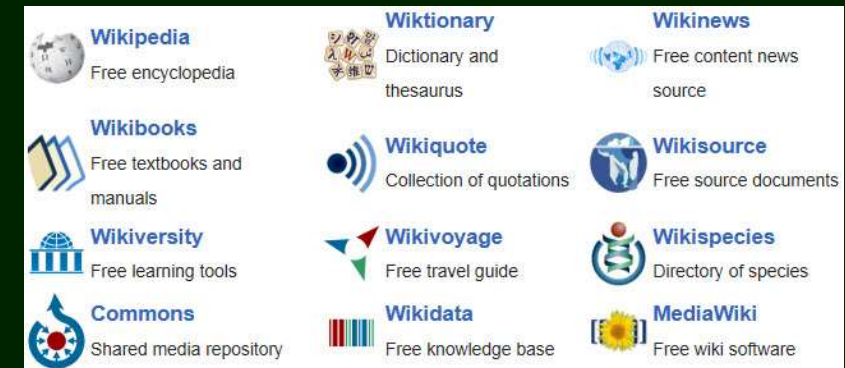 Wikipedia
Free encyclopedia
Wiktionary
Dictionary and
thesaurus
Wikinews
Free content news
source
Wikibooks
Free textbooks and
manuals
Wikiquote
Collection of quotations
Wikisource
Free source documents
Wikiversity
Free learning tools
Wikivoyage
Free travel guide
Wikispecies
Directory of species
Commons
Shared media repository
Wikidata
Free knowledge base
MediaWiki
Free wiki software